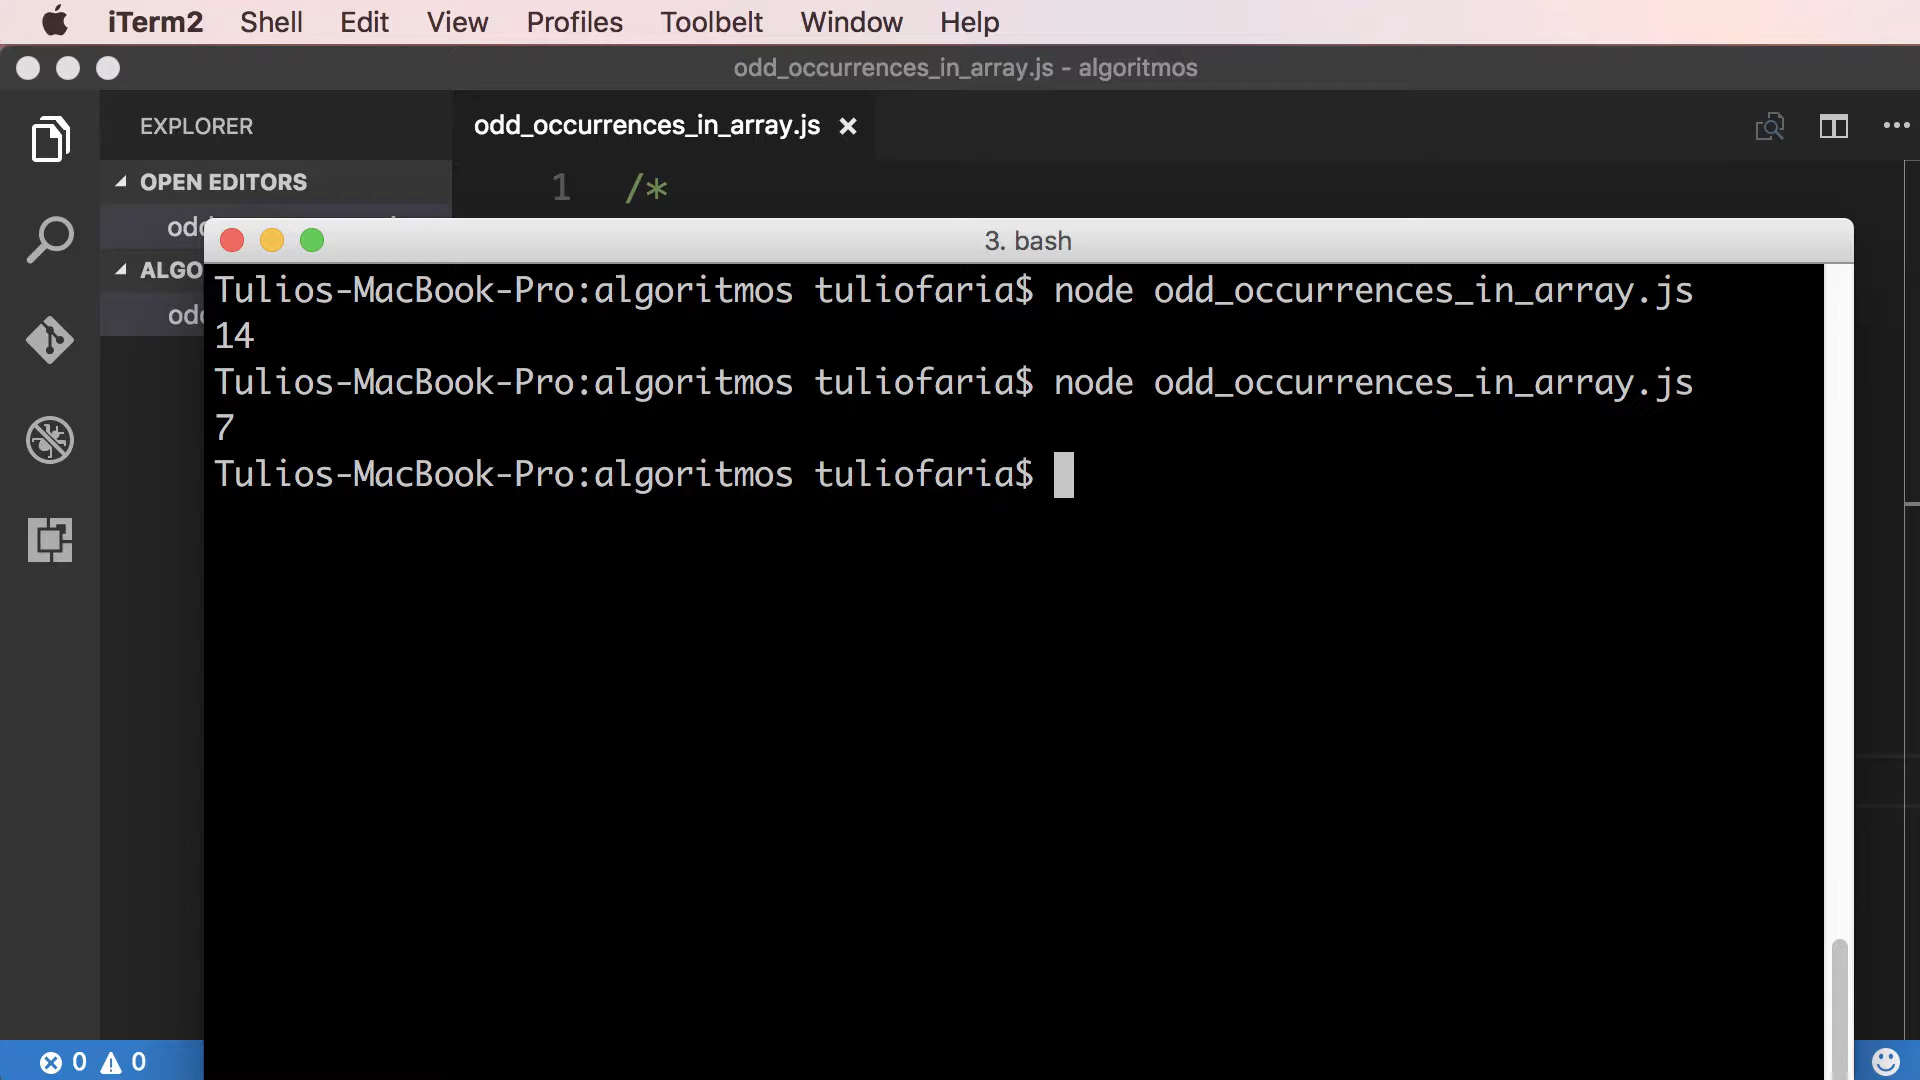 iTerm2 Shell Edit View Profiles Toolbelt Window Help
odd_occurrences_in_array.js - algoritmos
EXPLORER
odd_occurrences_in_array.js
OPEN EDITORS
1 /*
3. bash
Tulios-MacBook-Pro:algoritmos tuliofaria$ node odd_occurrences_in_array.js
14
Tulios-MacBook-Pro:algoritmos tuliofaria$ node odd_occurrences_in_array.js
7
Tulios-MacBook-Pro:algoritmos tuliofaria$
0 0